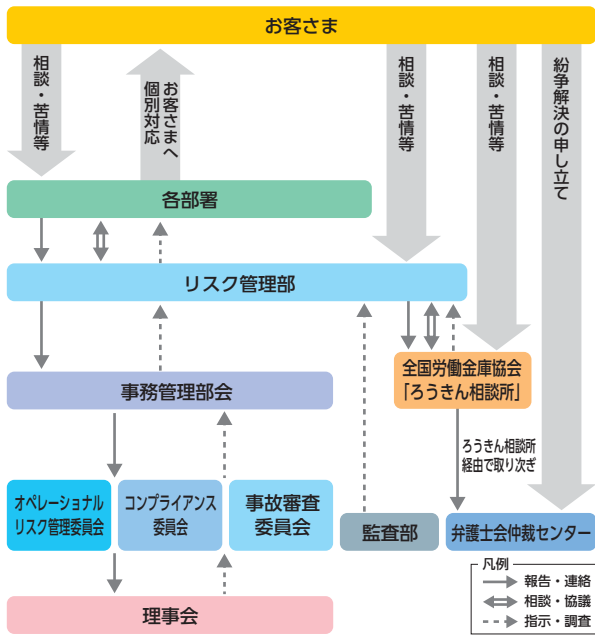 お客さま
相談・苦情等
お客さまへ
個別対応
相談・苦情等
相談・苦情等
紛争解決の申し立て
各部署
リスク管理部
全国労働金庫協会
「ろうきん相談所」
事務管理部会
ろうきん相談所
経由で取り次ぎ
オペレーショナル
リスク管理委員会
コンプライアンス
委員会
事故審査
委員会
監査部
弁護士会仲裁センター
凡例
報告・連絡
相談・協議
指示・調査
理事会